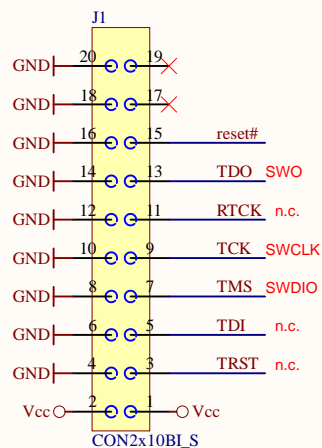 J1
GND 20 19
GND 18 17
GND 16 15 reset#
GND 14 13 TDO SWO
GND 12 11 RTCK n.c.
GND 10 9 TCK SWCLK
GND 8 7 TMS SWDIO
GND 6 5 TDI n.c.
GND 4 3 TRST n.c.
Vcc 2 1 Vcc
CON2x10BI_S